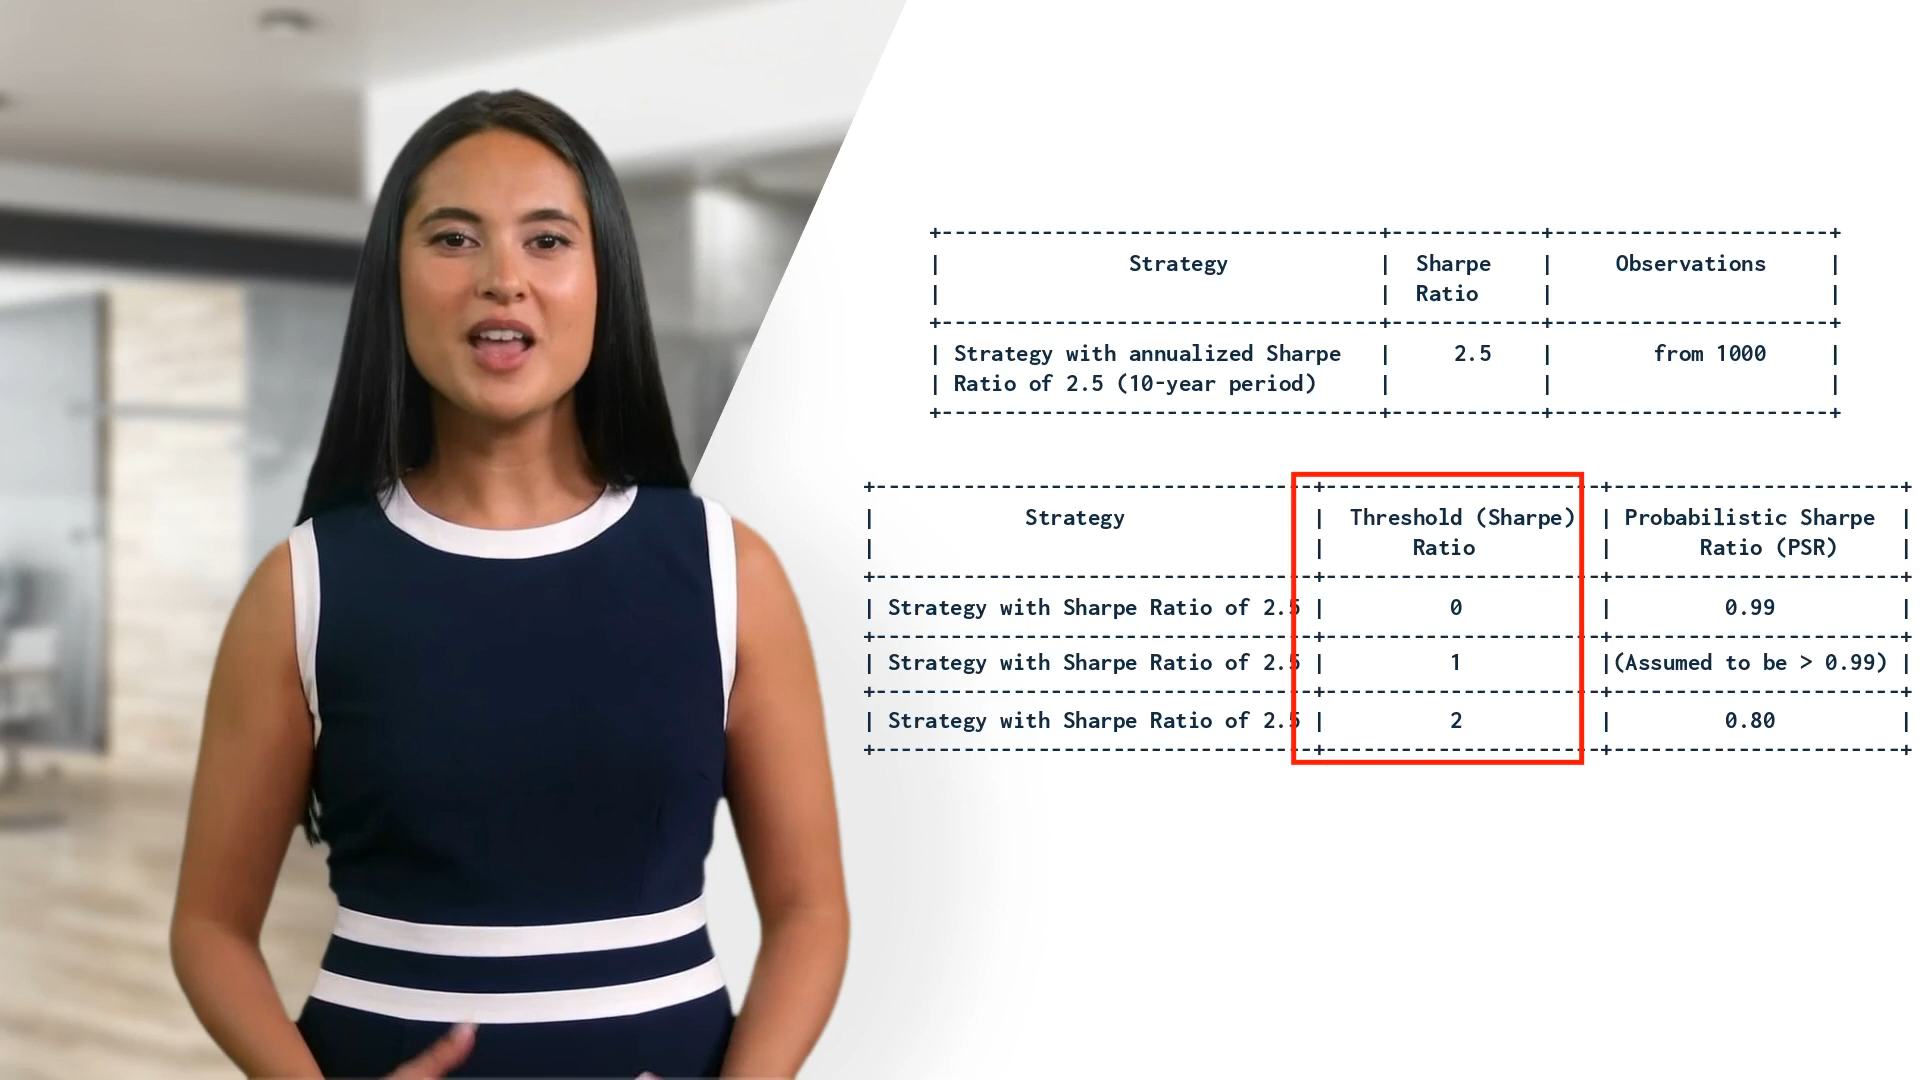 Strategy Sharpe Observations
Ratio
Strategy with annualized Sharpe 2.5 from 1000
Ratio of 2.5 (10-year period)
Strategy Threshold (Sharpe) Probabilistic Sharpe
Ratio Ratio (PSR)
Strategy with Sharpe Ratio of 2.5 0 0.99
Strategy with Sharpe Ratio of 2.5 1 (Assumed to be > 0.99)
Strategy with Sharpe Ratio of 2.5 2 0.80